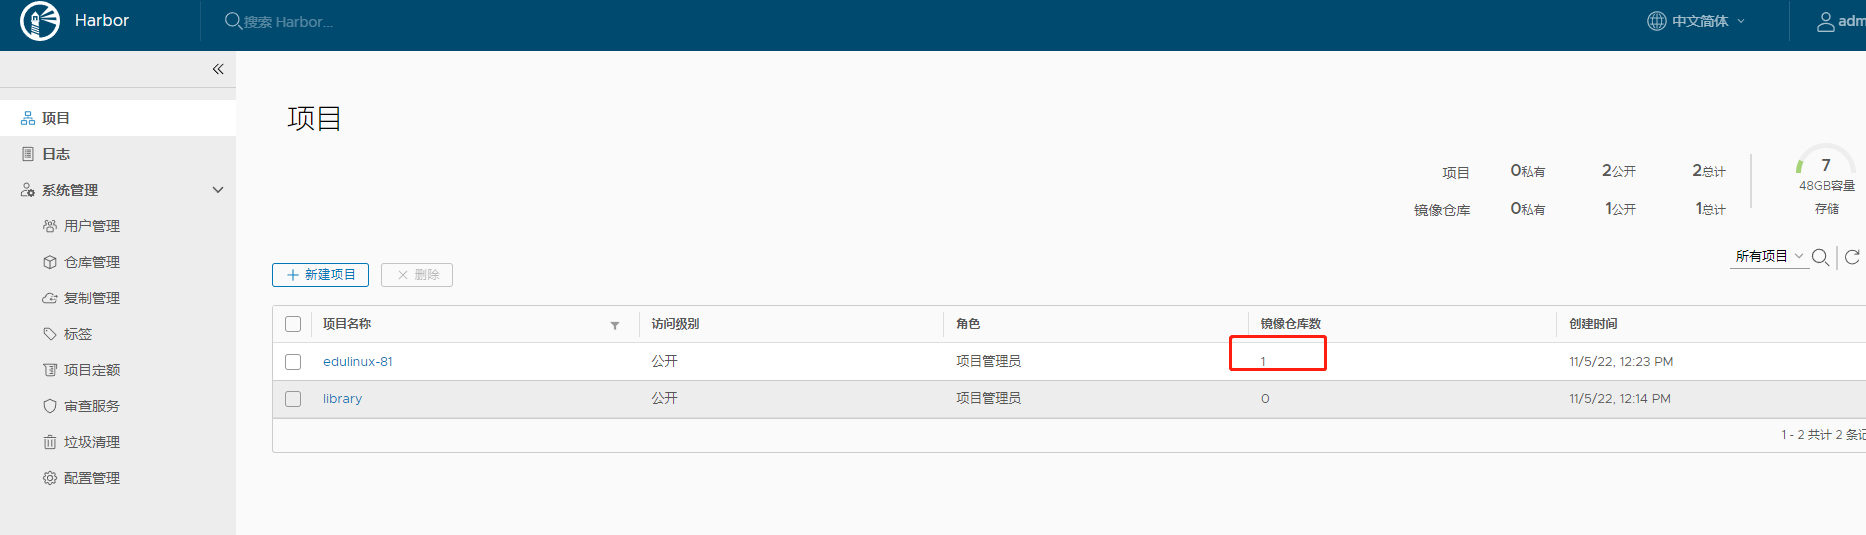 Harbor 搜索 Harbor... 中文简体 adm
项目
日志
系统管理
用户管理
仓库管理
复制管理
标签
项目定额
审查服务
垃圾清理
配置管理
项目
项目 0私有 2公开 2总计
镜像仓库 0私有 1公开 1总计
7
48GB容量
存储
所有项目
新建项目 删除
项目名称 访问级别 角色 镜像仓库数 创建时间
edulinux-81 公开 项目管理员 1 11/5/22, 12:23 PM
library 公开 项目管理员 0 11/5/22, 12:14 PM
1 - 2 共计 2 条记